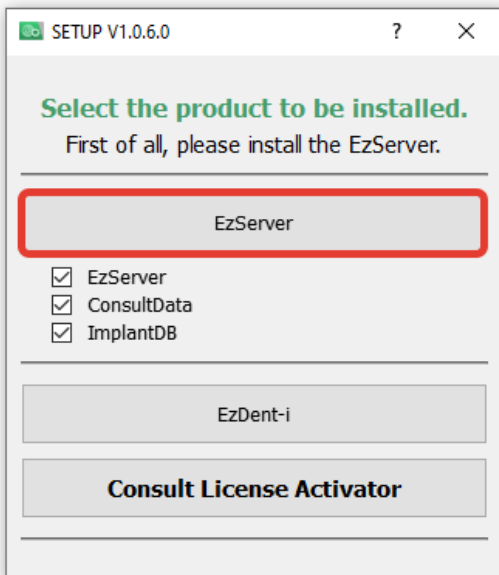 SETUP V1.0.6.0 ?
Select the product to be installed.
First of all, please install the EzServer.
EzServer
EzServer
ConsultData
ImplantDB
EzDent-i
Consult License Activator